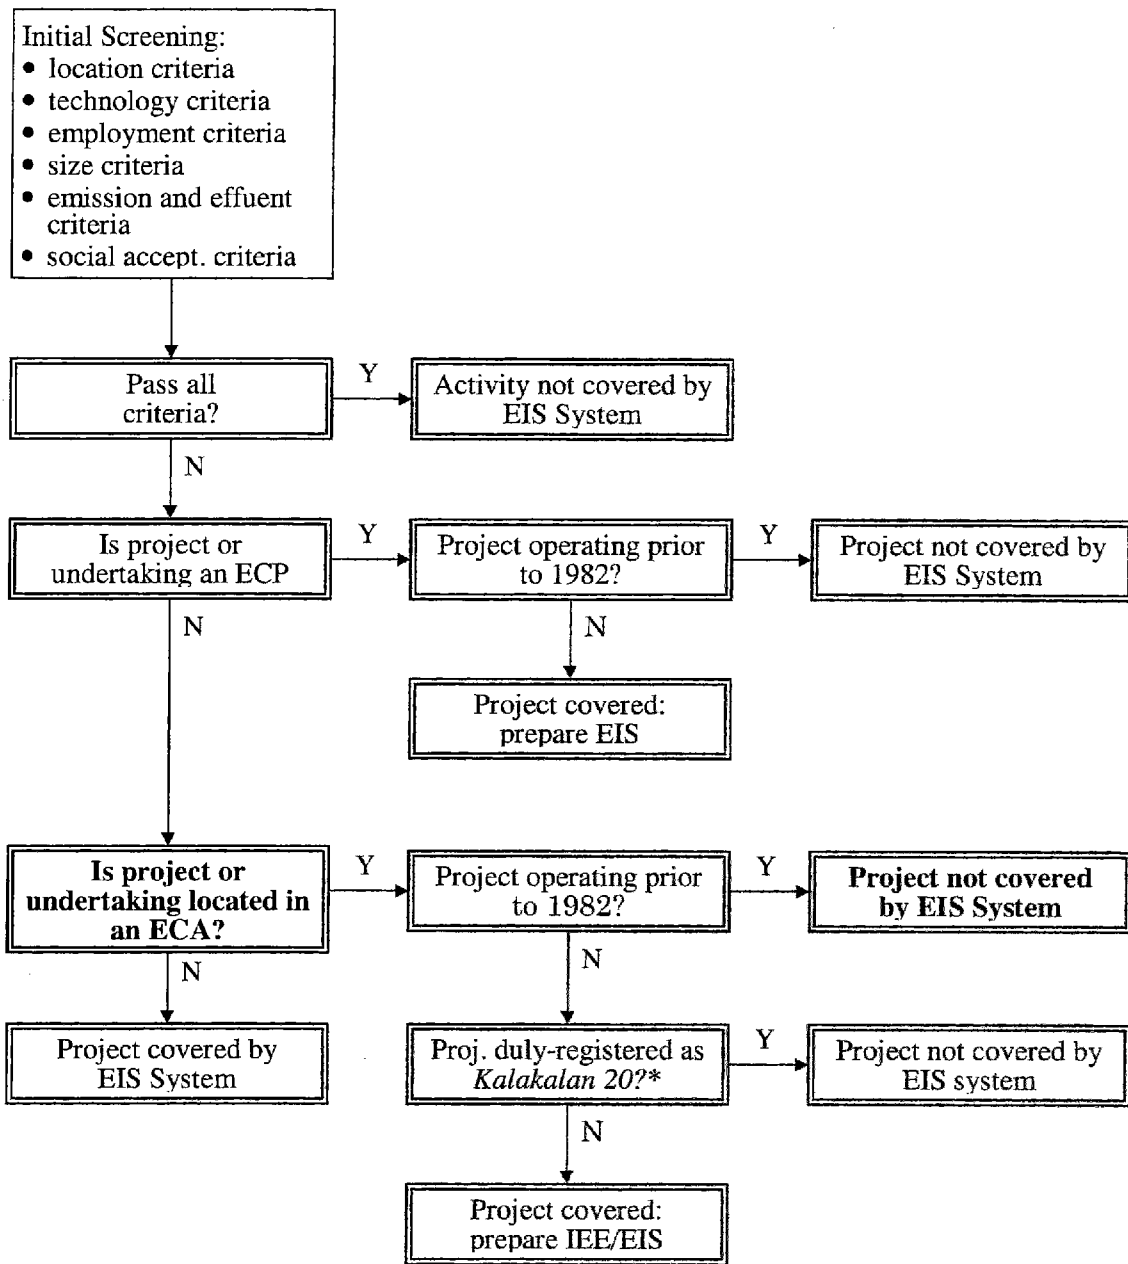 Initial Screening:
• location criteria
• technology criteria
• employment criteria
• size criteria
• emission and effuent
criteria
• social accept. criteria
Pass all
criteria?
Y
Activity not covered by
EIS System
N
Is project or
undertaking an ECP
Y
Project operating prior
to 1982?
Y
Project not covered by
EIS System
N
N
Project covered:
prepare EIS
Is project or
undertaking located in
an ECA?
Y
Project operating prior
to 1982?
Y
Project not covered
by EIS System
N
N
Project covered by
EIS System
Proj. duly-registered as
Kalakalan 20?*
Y
Project not covered by
EIS system
N
Project covered:
prepare IEE/EIS